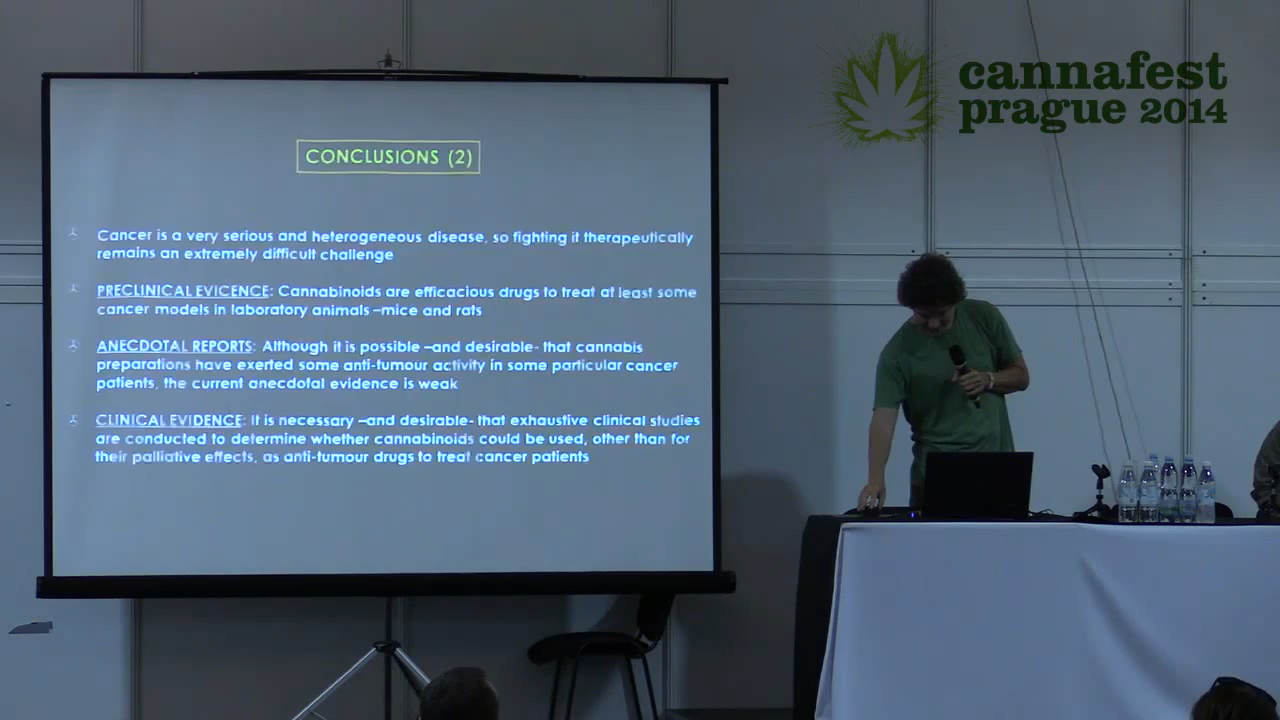 cannafest
prague 2014
CONCLUSIONS (2)
Cancer is a very serious and heterogeneous disease, so fighting it therapeutically
remains an extremely difficult challenge
PRECLINICAL EVICENCE: Cannabinoids are efficacious drugs to treat at least some
cancer models in laboratory animals –mice and rats
ANECDOTAL REPORTS: Although it is possible –and desirable- that cannabis
preparations have exerted some anti-tumour activity in some particular cancer
patients, the current anecdotal evidence is weak
CLINICAL EVIDENCE: It is necessary –and desirable- that exhaustive clinical studies
are conducted to determine whether cannabinoids could be used, other than for
their palliative effects, as anti-tumour drugs to treat cancer patients